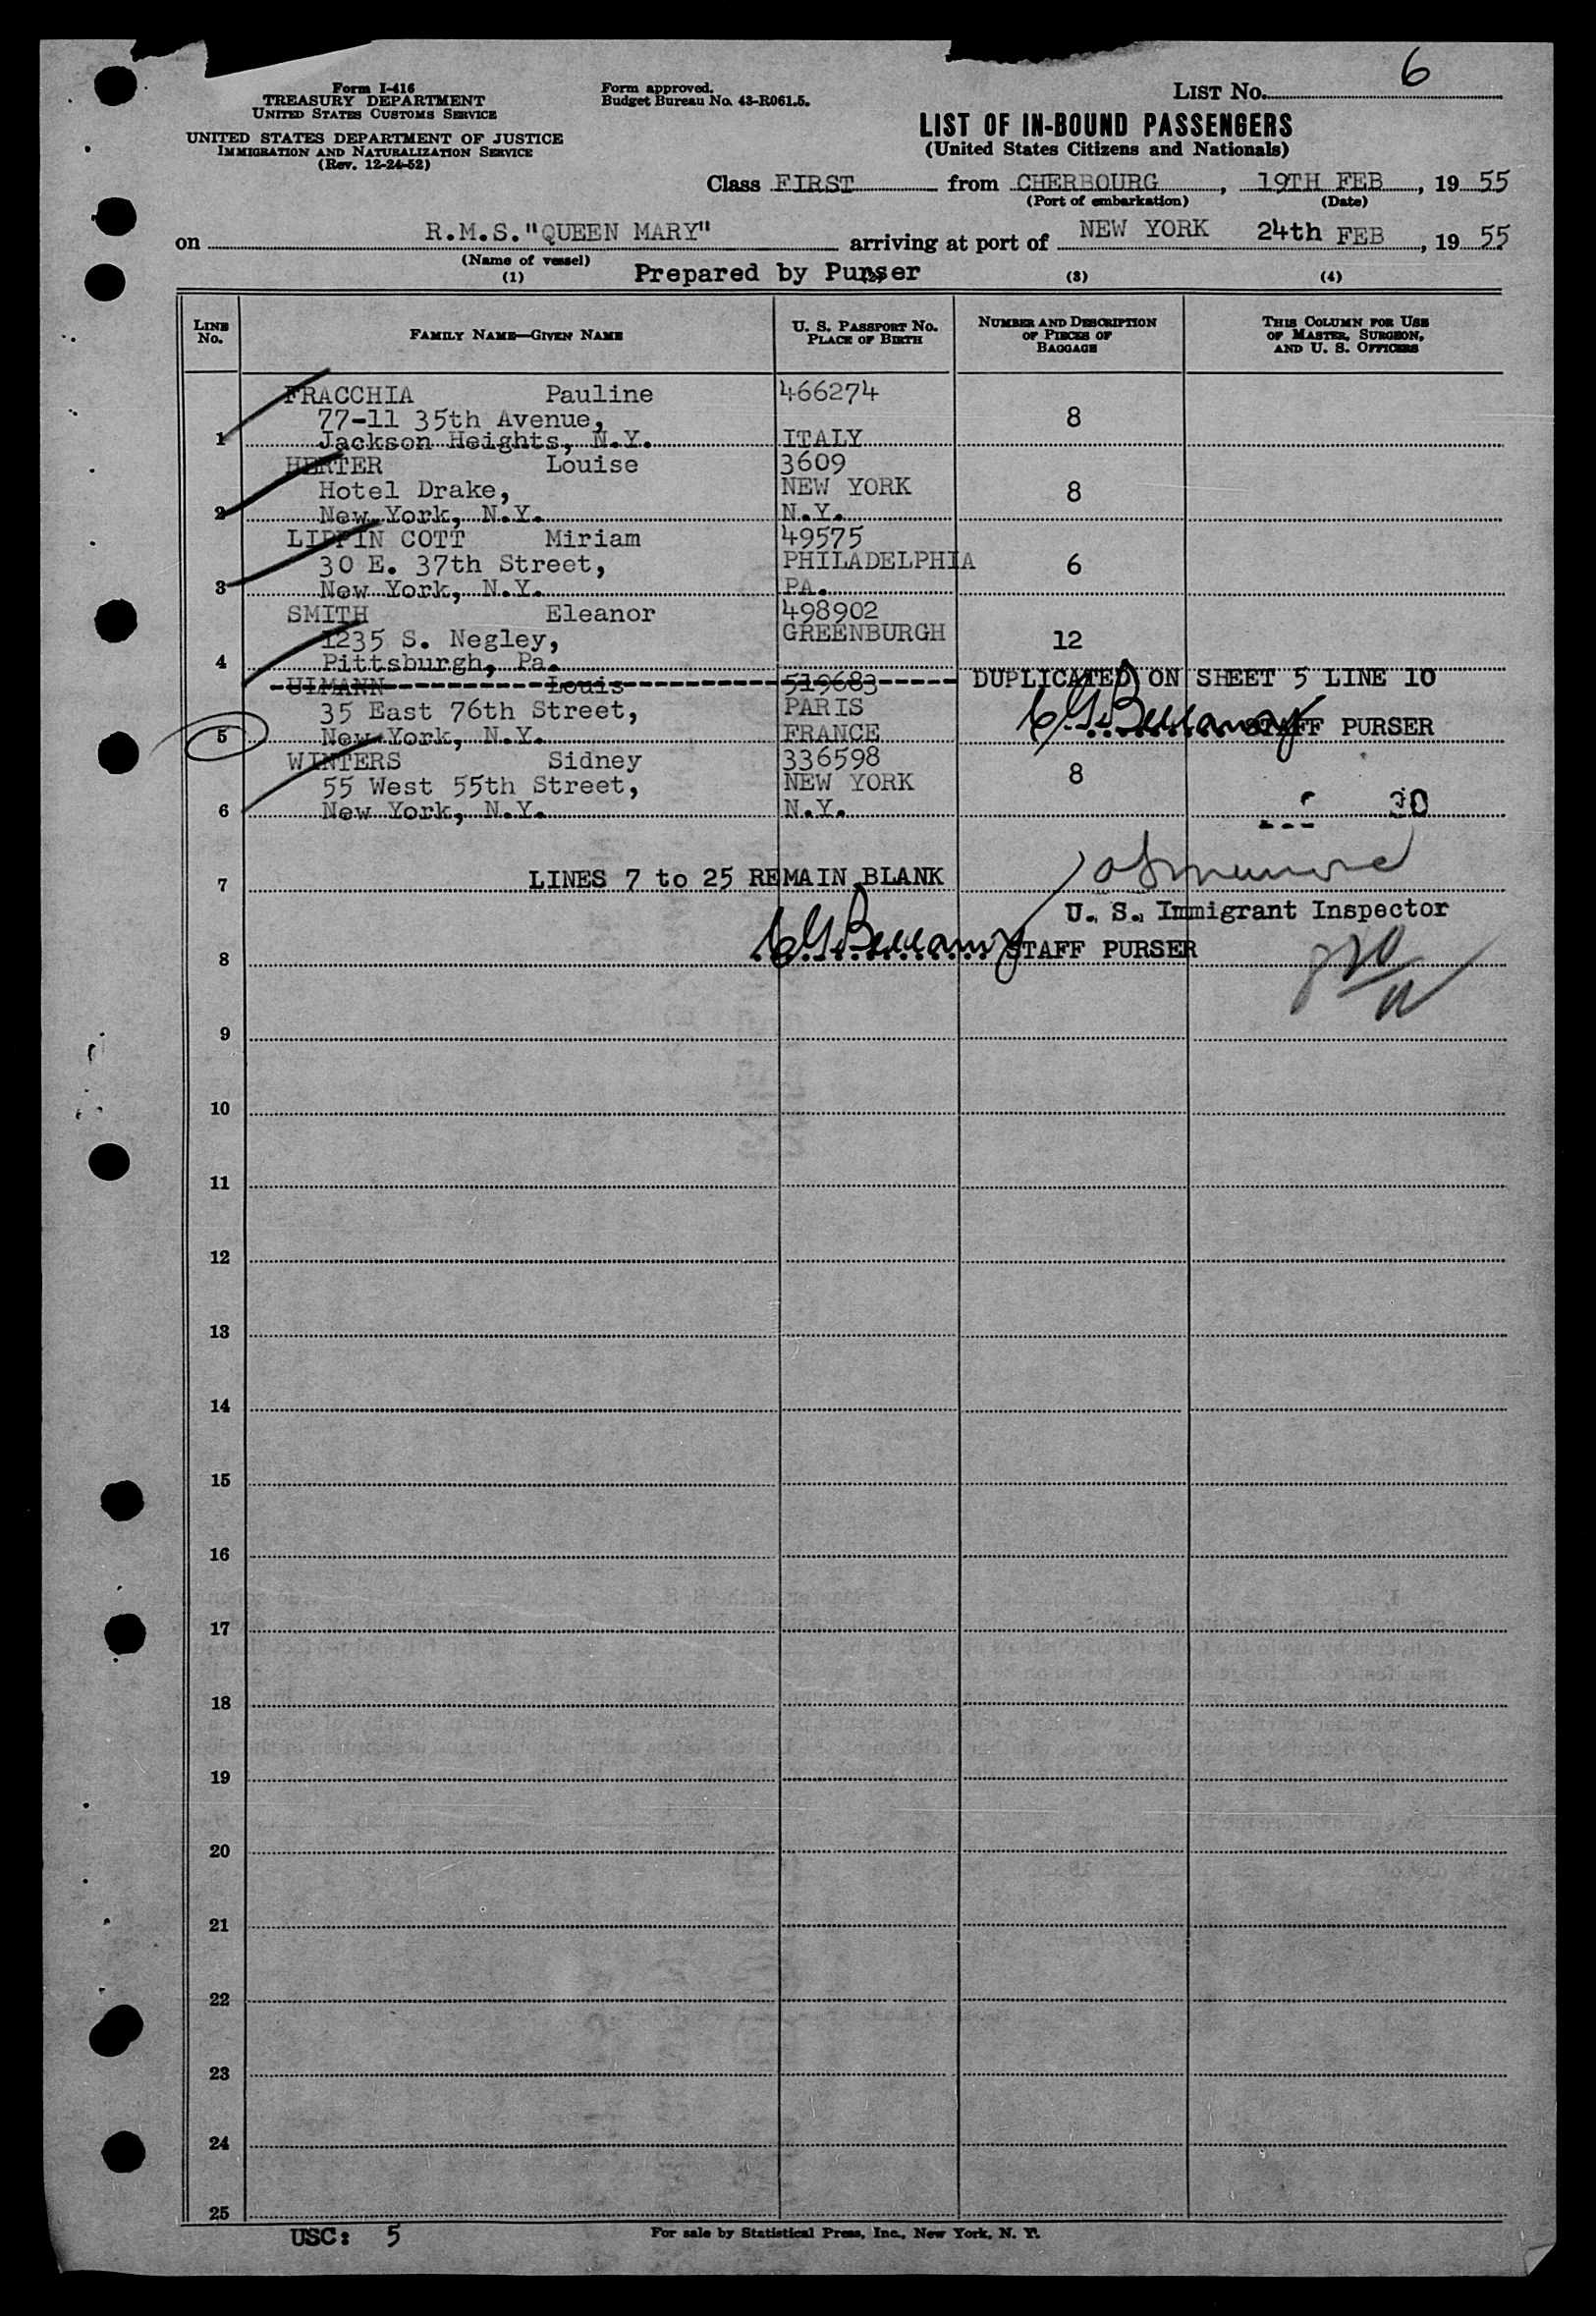 6
Form I-416
TREASURY DEPARTMENT
UNITED STATES CUSTOMS SERVICE
UNITED STATES DEPARTMENT OF JUSTICE
IMMIGRATION AND NATURALIZATION SERVICE
(Rev. 12-24-52)
Form approved.
Budget Bureau No. 43-R061.5.
LIST NO.
LIST OF IN-BOUND PASSENGERS
(United States Citizens and Nationals)
Class FIRST from CHERBOURG, 19TH FEB, 19 55
(Port of embarkation) (Date)
on R.M.S."QUEEN MARY" arriving at port of NEW YORK 24th FEB, 19 55
(Name of vessel)
(1) Prepared by Purser (2) (3) (4)
LINE NO. FAMILY NAME—GIVEN NAME U. S. PASSPORT NO. PLACE OF BIRTH NUMBER AND DESCRIPTION OF PIECES OF BAGGAGE THIS COLUMN FOR USE OF MASTER, SURGEON, AND U. S. OFFICERS
FRACCHIA Pauline 466274
77-11 35th Avenue, 8
1 Jackson Heights, N.Y. ITALY
HERTER Louise 3609
Hotel Drake, NEW YORK 8
2 New York, N.Y. N.Y.
LIPPIN COTT Miriam 49575
30 E. 37th Street, PHILADELPHIA 6
3 New York, N.Y. PA.
SMITH Eleanor 498902
1235 S. Negley, GREENBURGH 12
4 Pittsburgh, Pa.
ULMANN Louis 519683 DUPLICATED ON SHEET 5 LINE 10
35 East 76th Street, PARIS
5 New York, N.Y. FRANCE STAFF PURSER
WINTERS Sidney 336598
55 West 55th Street, NEW YORK 8
6 New York, N.Y. N.Y. 30
7 LINES 7 to 25 REMAIN BLANK
U. S. Immigrant Inspector
8 STAFF PURSER
9
10
11
12
13
14
15
16
17
18
19
20
21
22
23
24
25
USC: 5 For sale by Statistical Press, Inc., New York, N. Y.